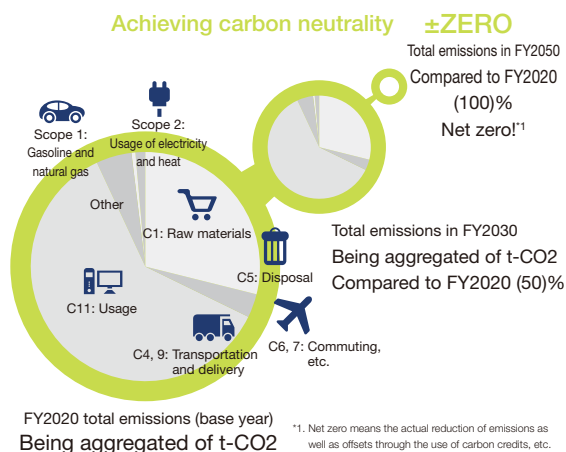 Achieving carbon neutrality ±ZERO
Total emissions in FY2050
Compared to FY2020
(100)%
Net zero!*1
Scope 1:
Gasoline and
natural gas
Scope 2:
Usage of electricity
and heat
Other
C1: Raw materials
C5: Disposal
C11: Usage
C4, 9: Transportation
and delivery
C6, 7: Commuting,
etc.
Total emissions in FY2030
Being aggregated of t-CO2
Compared to FY2020 (50)%
FY2020 total emissions (base year)
Being aggregated of t-CO2
*1. Net zero means the actual reduction of emissions as
well as offsets through the use of carbon credits, etc.